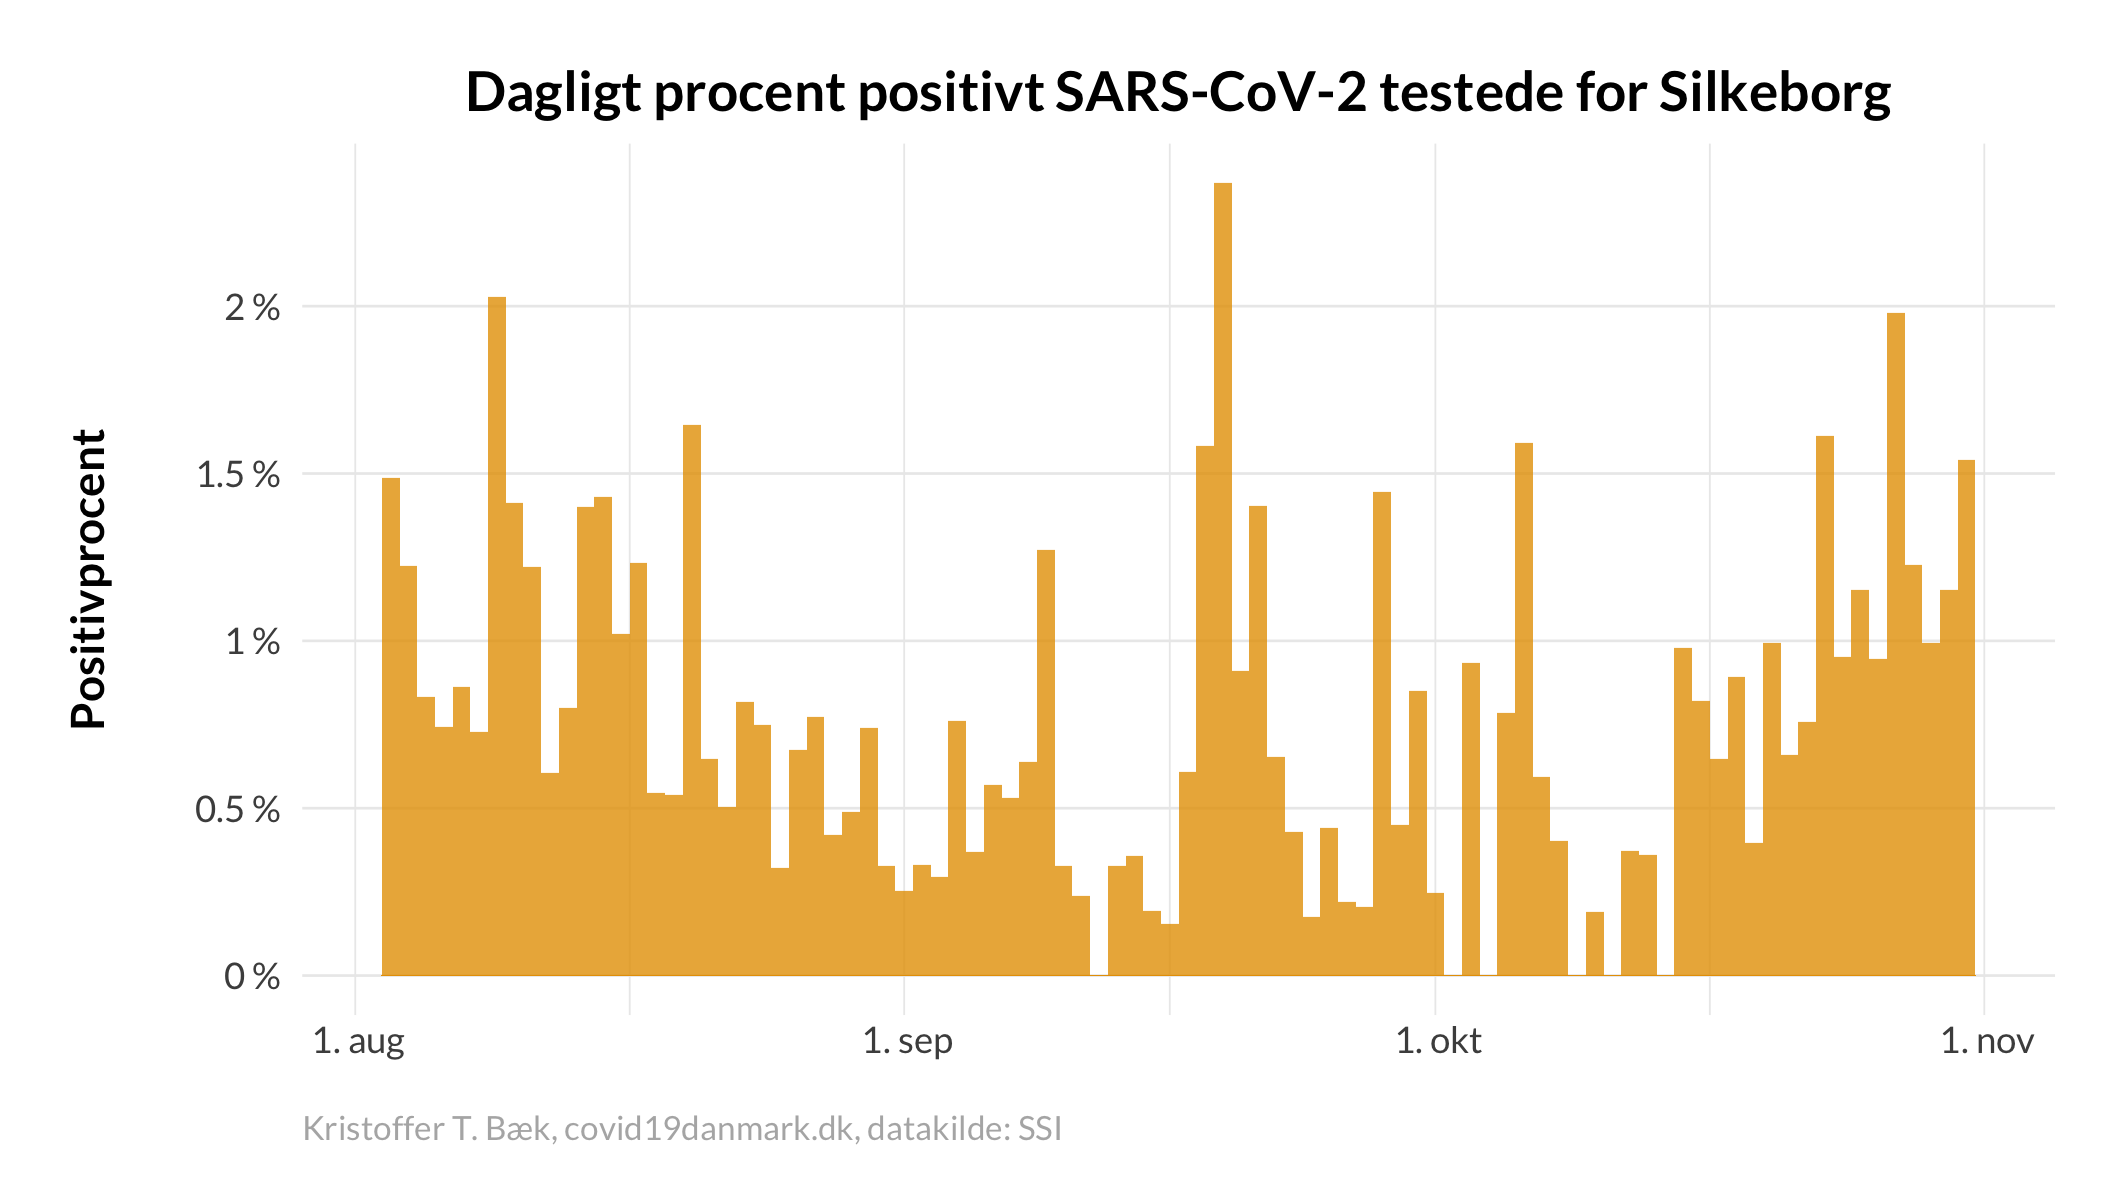 Dagligt procent positivt SARS-CoV-2 testede for Silkeborg
Positivprocent
2 %
1.5 %
1 %
0.5 %
0 %
1. aug
1. sep
1. okt
1. nov
Kristoffer T. Bæk, covid19danmark.dk, datakilde: SSI